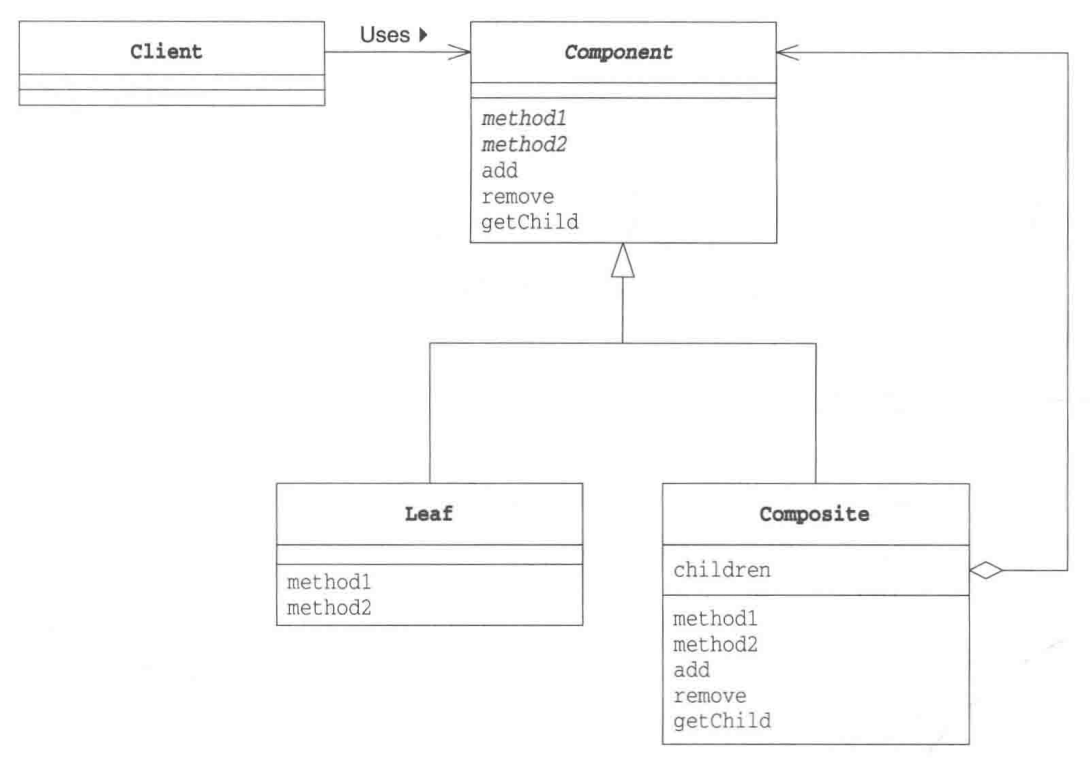 Client
Uses ▶
Component
method1
method2
add
remove
getChild
Leaf
method1
method2
Composite
children
method1
method2
add
remove
getChild